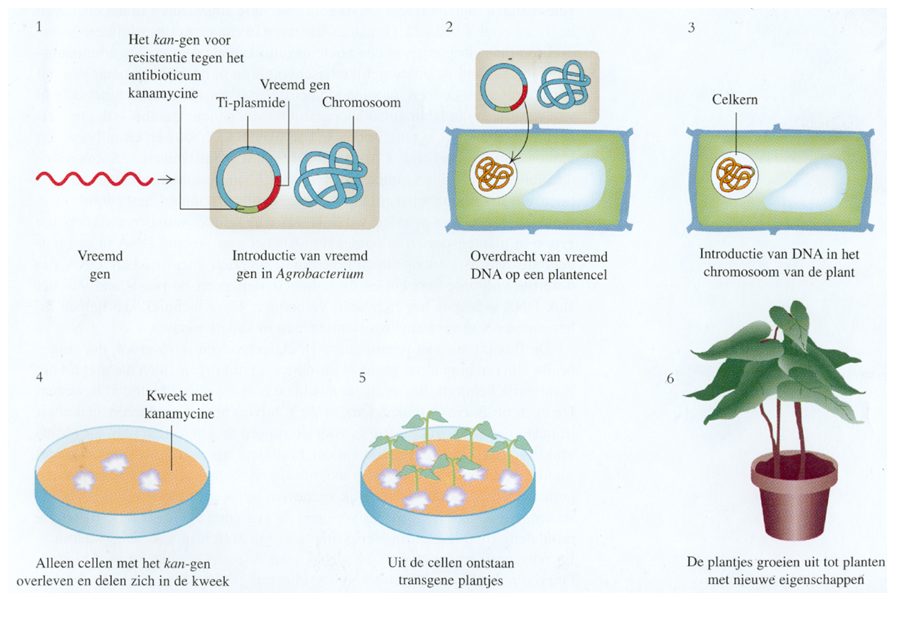 1
Het kan-gen voor
resistentie tegen het
antibioticum
kanamycine
Vreemd gen
Ti-plasmide
Chromosoom
Vreemd
gen
Introductie van vreemd
gen in Agrobacterium
2
Overdracht van vreemd
DNA op een plantencel
3
Celkern
Introductie van DNA in het
chromosoom van de plant
4
Kweek met
kanamycine
Alleen cellen met het kan-gen
overleven en delen zich in de kweek
5
Uit de cellen ontstaan
transgene plantjes
6
De plantjes groeien uit tot planten
met nieuwe eigenschappen